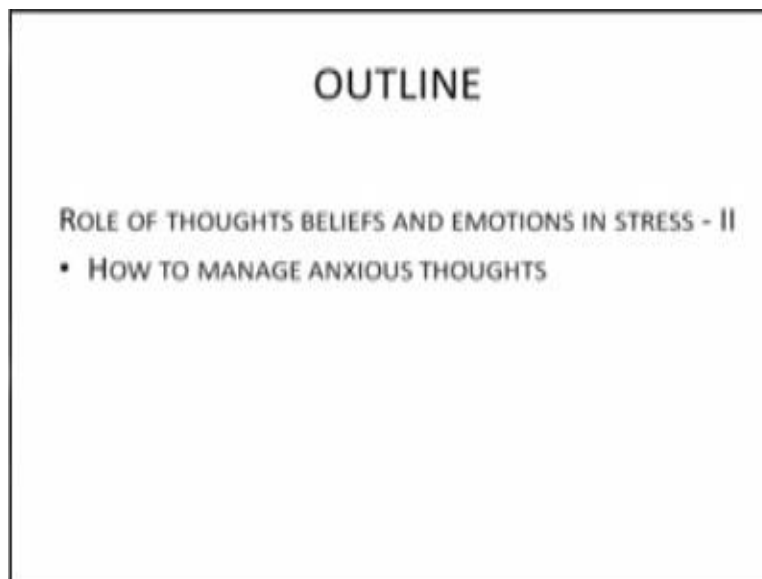 OUTLINE
ROLE OF THOUGHTS BELIEFS AND EMOTIONS IN STRESS - II
• HOW TO MANAGE ANXIOUS THOUGHTS